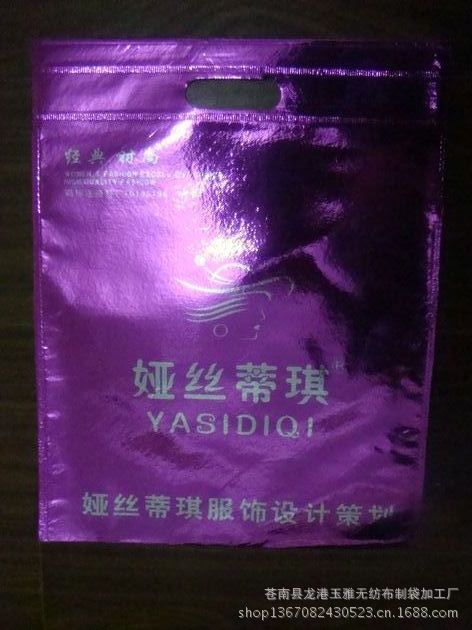 经典 时尚
娅丝蒂琪
YASIDIQI
娅丝蒂琪服饰设计策划
苍南县龙港玉雅无纺布制袋加工厂
shop1367082430523.cn.1688.com